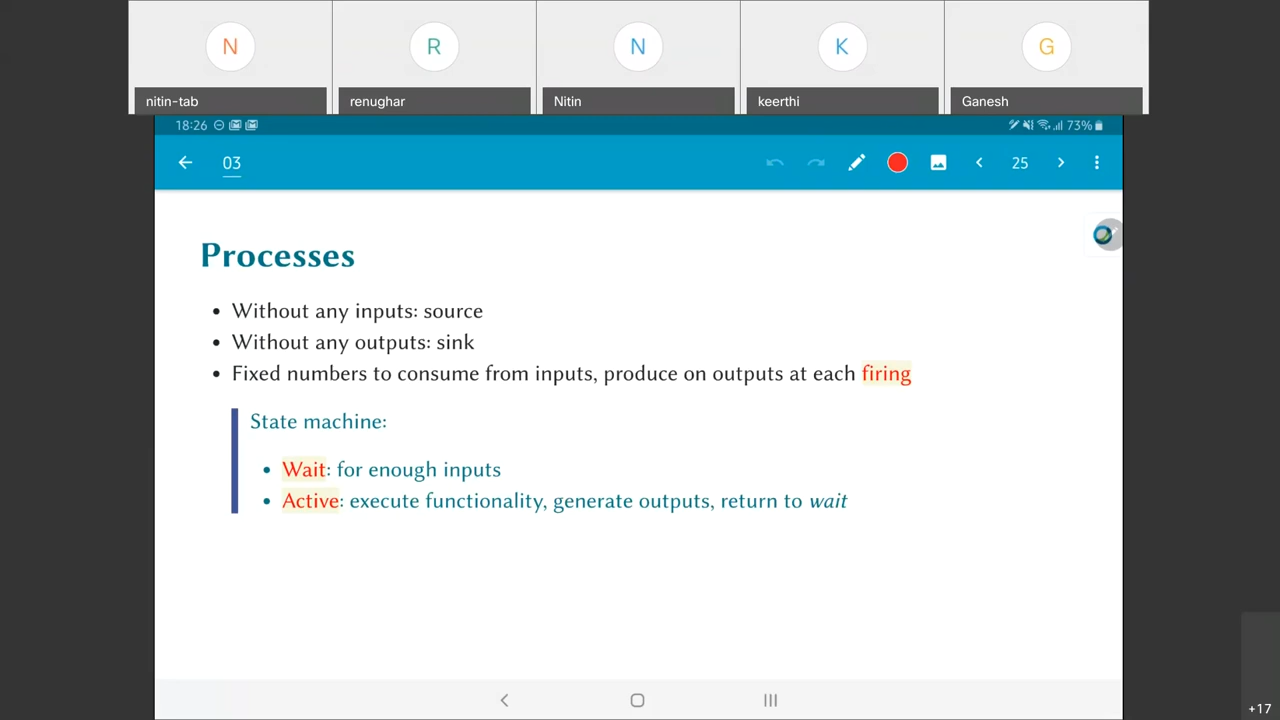 N
R
N
K
G
nitin-tab
renughar
Nitin
keerthi
Ganesh
18:26
73%
03
25
Processes
• Without any inputs: source
• Without any outputs: sink
• Fixed numbers to consume from inputs, produce on outputs at each firing
State machine:
• Wait: for enough inputs
• Active: execute functionality, generate outputs, return to wait
+17